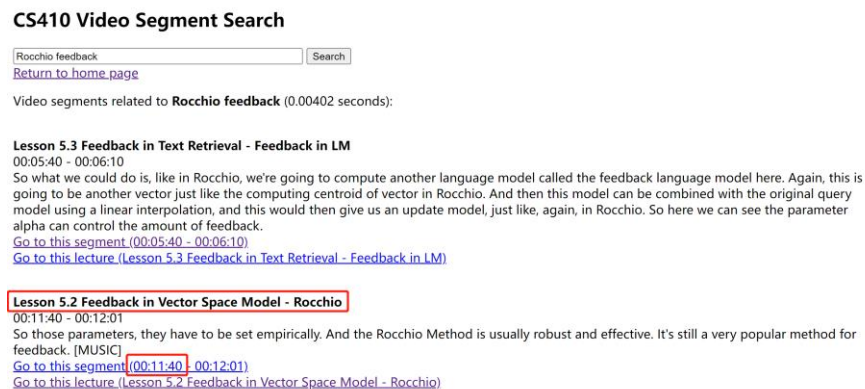 CS410 Video Segment Search
Rocchio feedback
Search
Return to home page
Video segments related to Rocchio feedback (0.00402 seconds):
Lesson 5.3 Feedback in Text Retrieval - Feedback in LM
00:05:40 - 00:06:10
So what we could do is, like in Rocchio, we're going to compute another language model called the feedback language model here. Again, this is
going to be another vector just like the computing centroid of vector in Rocchio. And then this model can be combined with the original query
model using a linear interpolation, and this would then give us an update model, just like, again, in Rocchio. So here we can see the parameter
alpha can control the amount of feedback.
Go to this segment (00:05:40 - 00:06:10)
Go to this lecture (Lesson 5.3 Feedback in Text Retrieval - Feedback in LM)
Lesson 5.2 Feedback in Vector Space Model - Rocchio
00:11:40 - 00:12:01
So those parameters, they have to be set empirically. And the Rocchio Method is usually robust and effective. It's still a very popular method for
feedback. [MUSIC]
Go to this segment (00:11:40 - 00:12:01)
Go to this lecture (Lesson 5.2 Feedback in Vector Space Model - Rocchio)